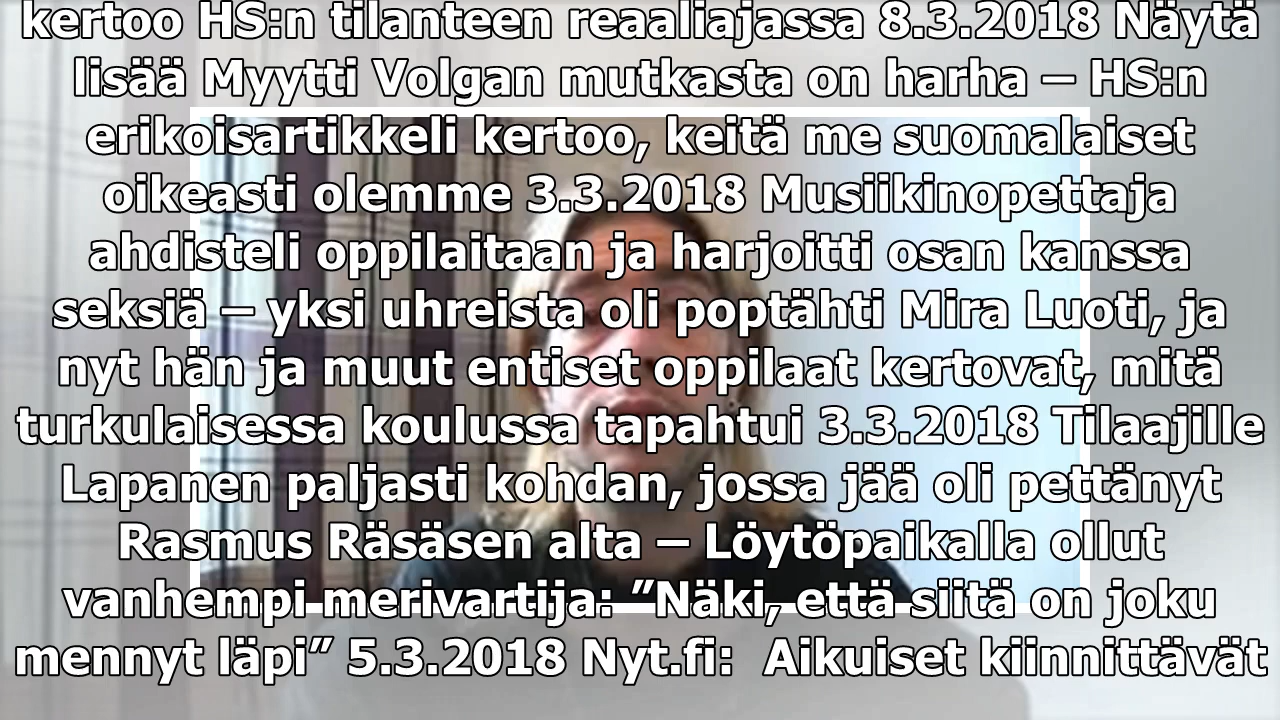 kertoo HS:n tilanteen reaaliajassa 8.3.2018 Näytä
lisää Myytti Volgan mutkasta on harha – HS:n
erikoisartikkeli kertoo, keitä me suomalaiset
oikeasti olemme 3.3.2018 Musiikinopettaja
ahdisteli oppilaitaan ja harjoitti osan kanssa
seksiä – yksi uhreista oli poptähti Mira Luoti, ja
nyt hän ja muut entiset oppilaat kertovat, mitä
turkulaisessa koulussa tapahtui 3.3.2018 Tilaajille
Lapanen paljasti kohdan, jossa jää oli pettänyt
Rasmus Räsäsen alta – Löytöpaikalla ollut
vanhempi merivartija: ”Näki, että siitä on joku
mennyt läpi” 5.3.2018 Nyt.fi:  Aikuiset kiinnittävät